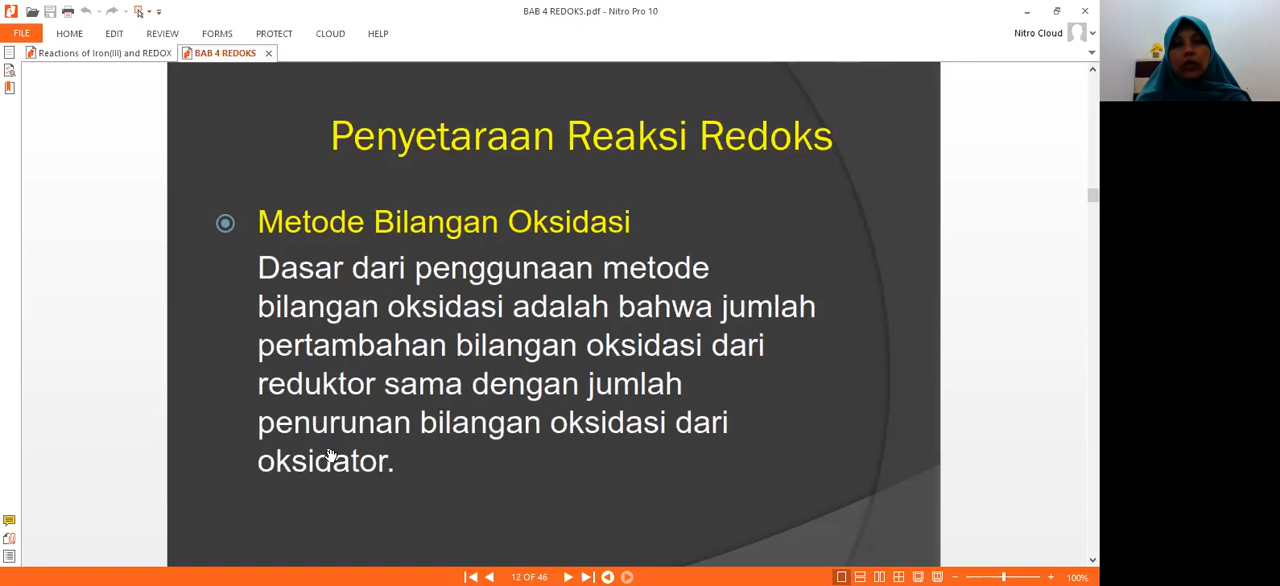 BAB 4 REDOKS.pdf - Nitro Pro 10
FILE HOME EDIT REVIEW FORMS PROTECT CLOUD HELP
Nitro Cloud
Reactions of Iron(III) and REDOX
BAB 4 REDOKS
Penyetaraan Reaksi Redoks
Metode Bilangan Oksidasi
Dasar dari penggunaan metode
bilangan oksidasi adalah bahwa jumlah
pertambahan bilangan oksidasi dari
reduktor sama dengan jumlah
penurunan bilangan oksidasi dari
oksidator.
12 OF 46
100%